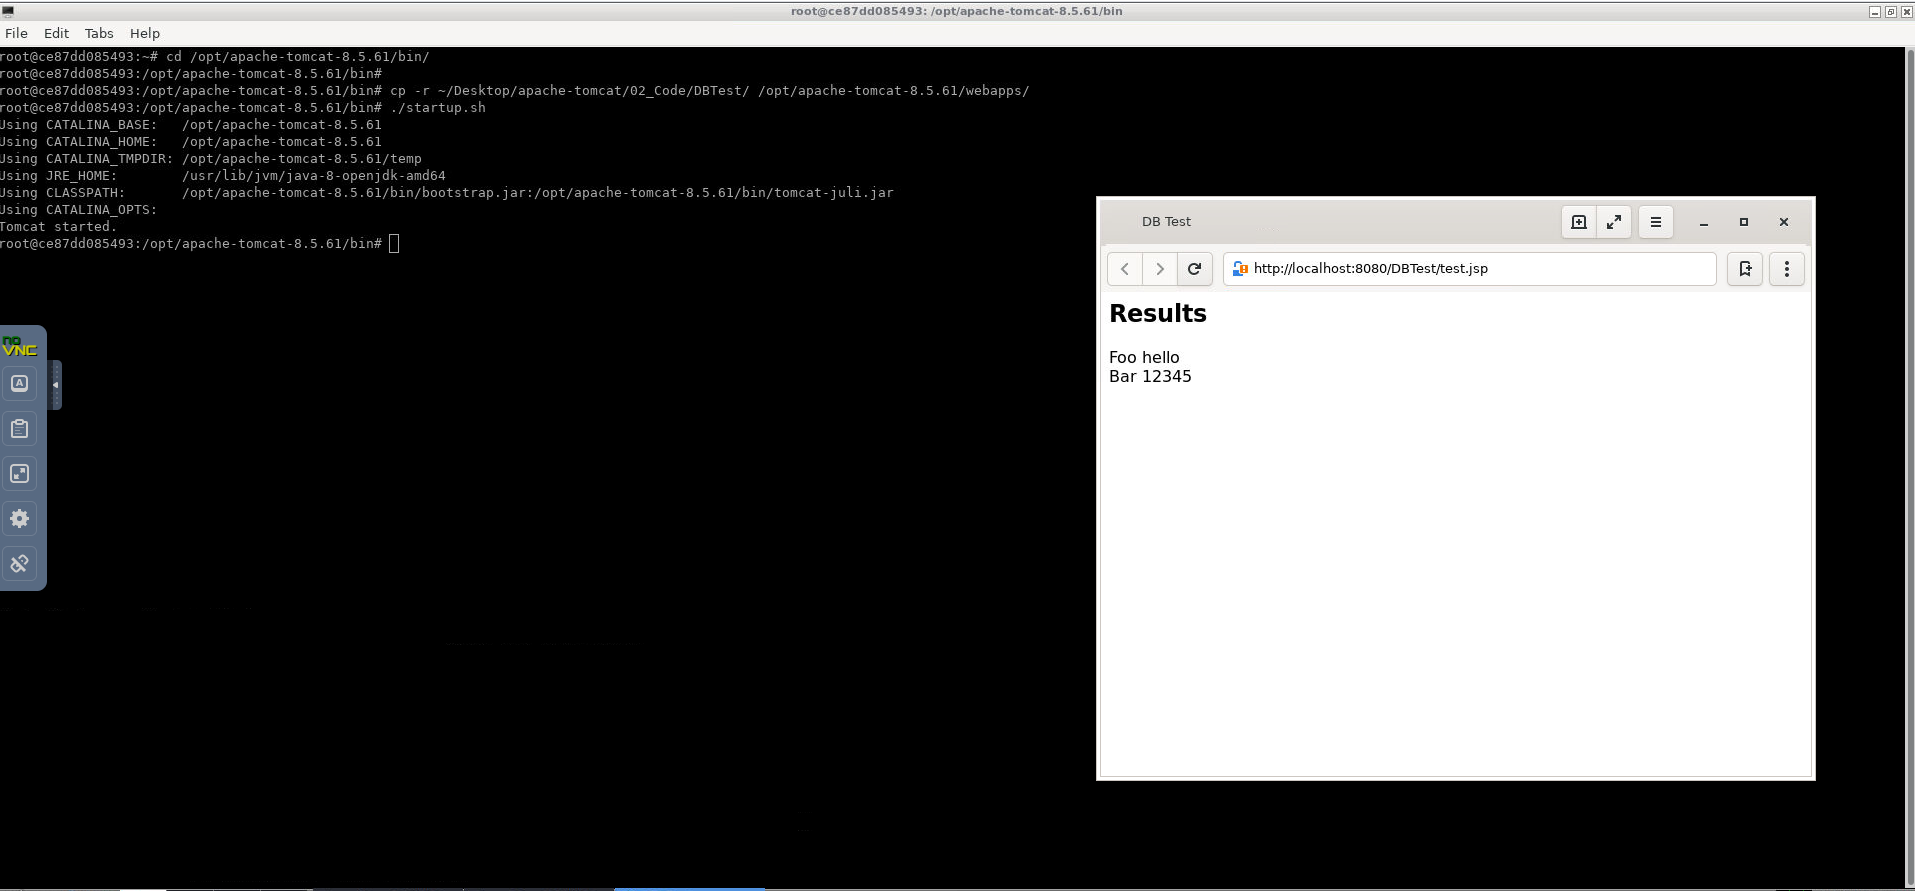 root@ce87dd085493: /opt/apache-tomcat-8.5.61/bin
File Edit Tabs Help
root@ce87dd085493:~# cd /opt/apache-tomcat-8.5.61/bin/
root@ce87dd085493:/opt/apache-tomcat-8.5.61/bin#
root@ce87dd085493:/opt/apache-tomcat-8.5.61/bin# cp -r ~/Desktop/apache-tomcat/02_Code/DBTest/ /opt/apache-tomcat-8.5.61/webapps/
root@ce87dd085493:/opt/apache-tomcat-8.5.61/bin# ./startup.sh
Using CATALINA_BASE:   /opt/apache-tomcat-8.5.61
Using CATALINA_HOME:   /opt/apache-tomcat-8.5.61
Using CATALINA_TMPDIR: /opt/apache-tomcat-8.5.61/temp
Using JRE_HOME:        /usr/lib/jvm/java-8-openjdk-amd64
Using CLASSPATH:       /opt/apache-tomcat-8.5.61/bin/bootstrap.jar:/opt/apache-tomcat-8.5.61/bin/tomcat-juli.jar
Using CATALINA_OPTS:
Tomcat started.
root@ce87dd085493:/opt/apache-tomcat-8.5.61/bin#
no
VNC
A
DB Test
http://localhost:8080/DBTest/test.jsp
Results
Foo hello
Bar 12345